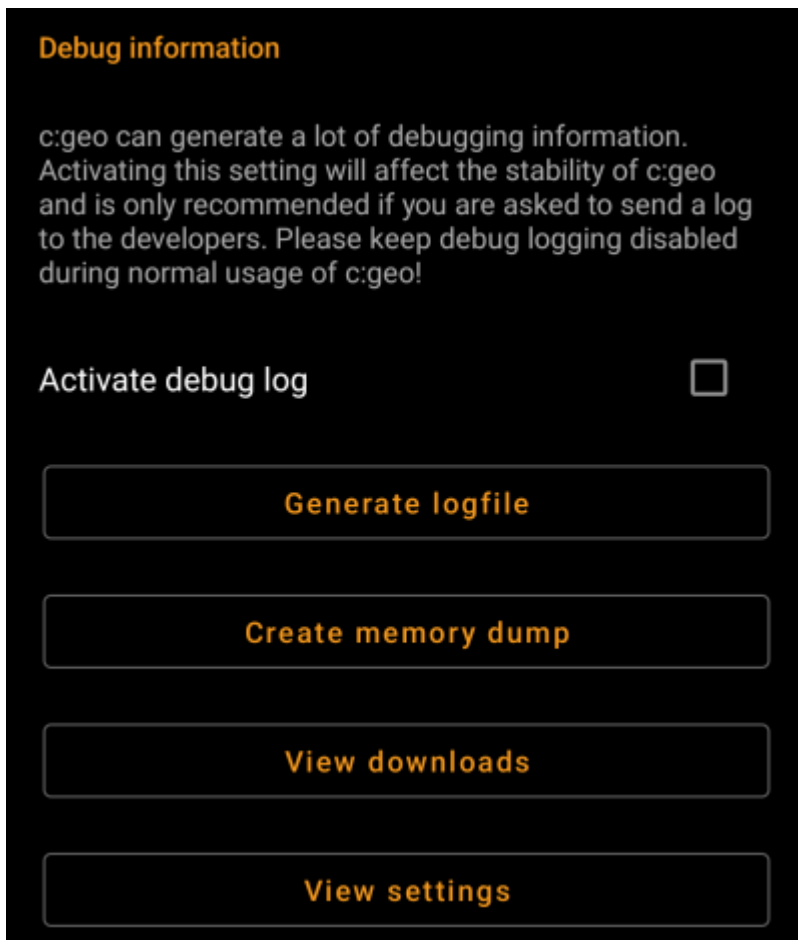 Debug information
c:geo can generate a lot of debugging information.
Activating this setting will affect the stability of c:geo
and is only recommended if you are asked to send a log
to the developers. Please keep debug logging disabled
during normal usage of c:geo!
Activate debug log
Generate logfile
Create memory dump
View downloads
View settings